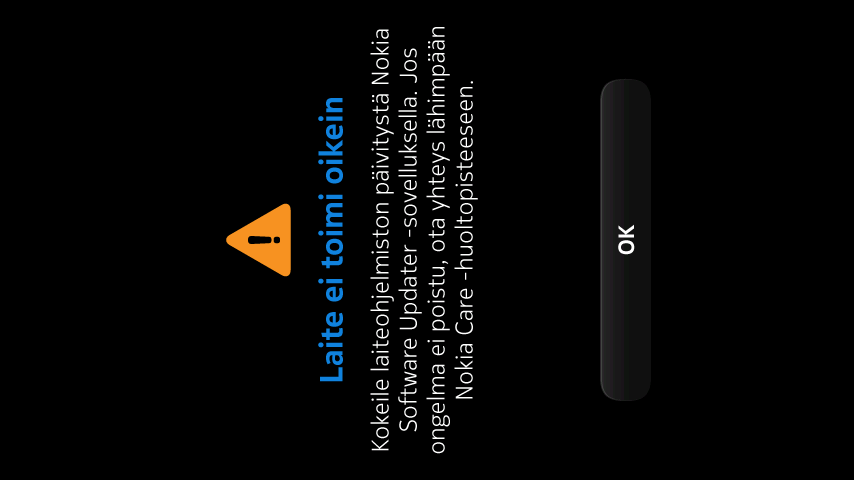 Laite ei toimi oikein
Kokeile laiteohjelmiston päivitystä Nokia
Software Updater -sovelluksella. Jos
ongelma ei poistu, ota yhteys lähimpään
Nokia Care -huoltopisteeseen.
OK